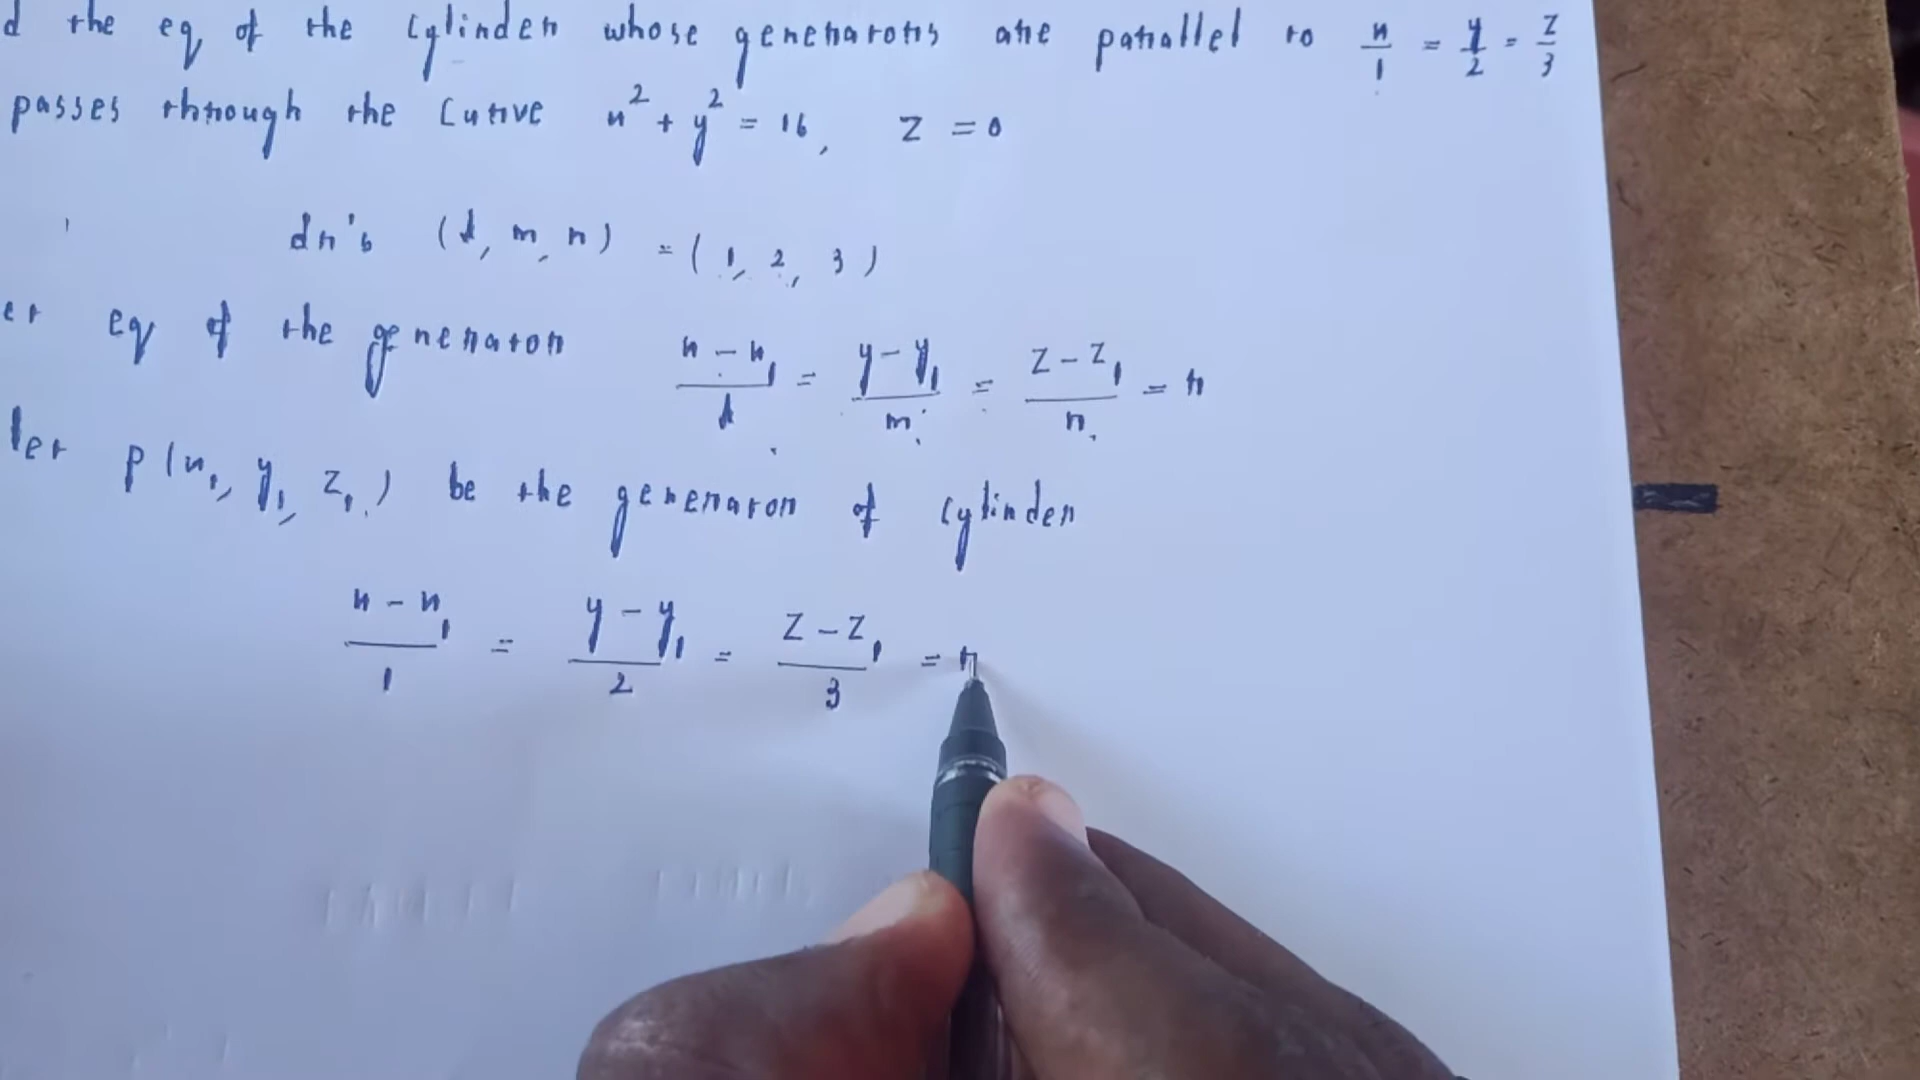 d the eq of the cylinder whose generators are parallel to x/1 = y/2 = z/3
passes through the curve x² + y² = 16, z = 0
dr's (l, m, n) = (1, 2, 3)
et eq of the generator (x - x₁)/l = (y - y₁)/m = (z - z₁)/n = r
let p(x₁, y₁, z₁) be the generator of cylinder
(x - x₁)/1 = (y - y₁)/2 = (z - z₁)/3 = r